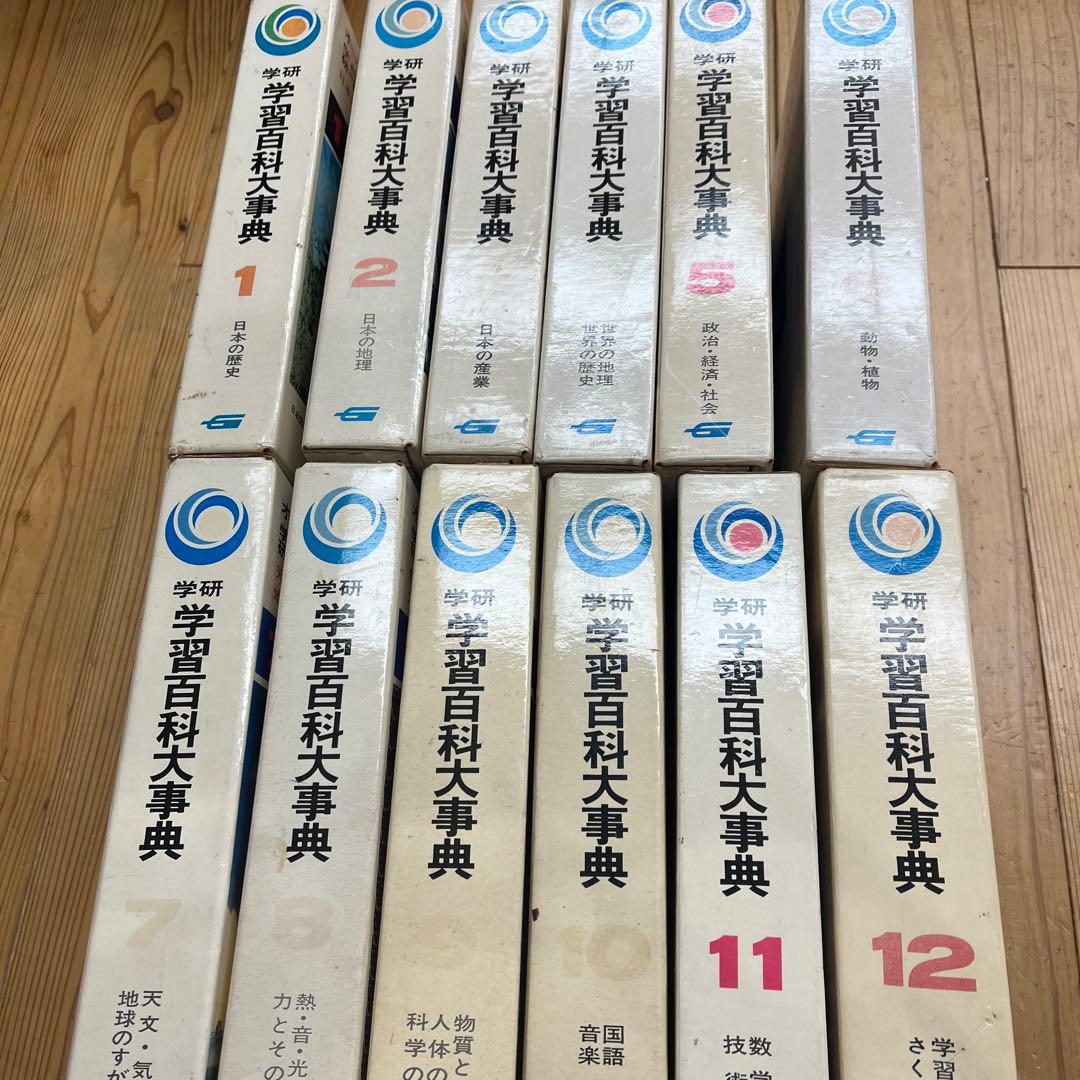 学研
学習百科大事典
1
日本の歴史
学研
学習百科大事典
2
日本の地理
学研
学習百科大事典
日本の産業
学研
学習百科大事典
世界の地理
世界の歴史
学研
学習百科大事典
5
政治・経済・社会
学研
学習百科大事典
動物・植物
学研
学習百科大事典
7
天文・気
地球のすが
学研
学習百科大事典
8
熱・音・光
力とその
学研
学習百科大事典
9
物質と
人体の
科学の
学研
学習百科大事典
10
国語
音楽
学研
学習百科大事典
11
数学
技術
学研
学習百科大事典
12
学習
さく